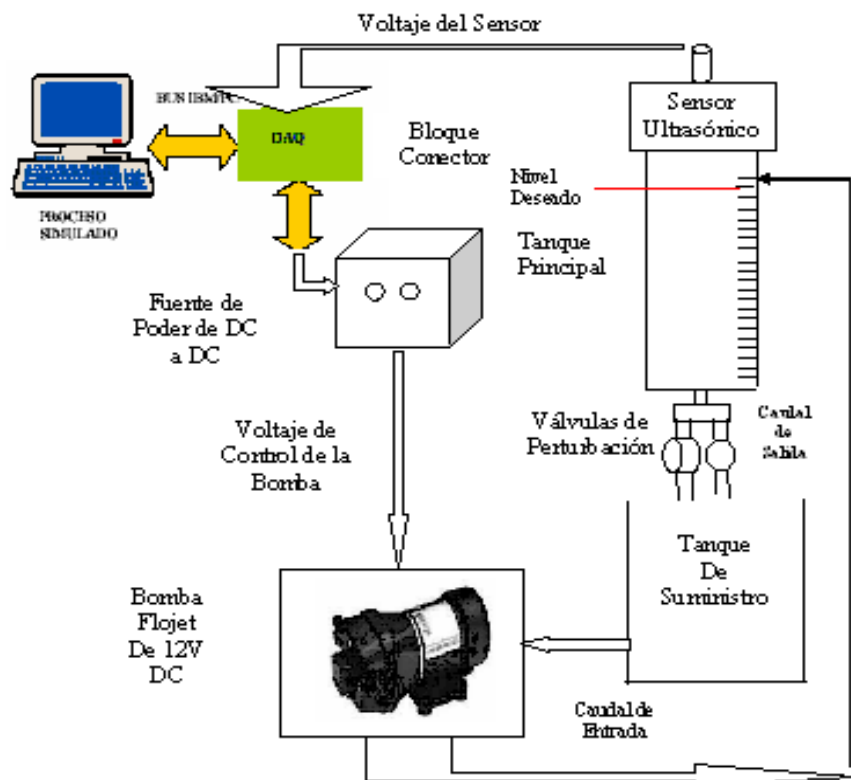 Voltaje del Sensor
Sensor
Ultrasónico
DAQ
Bloque
Conector
Nivel
Deseado
PROCESO
SIMULADO
Tanque
Principal
Fuente de
Poder de DC
a DC
Válvulas de
Perturbación
Caudal
de
Salida
Voltaje de
Control de la
Bomba
Tanque
De
Suministro
Bomba
Flojet
De 12V
DC
Caudal de
Entrada